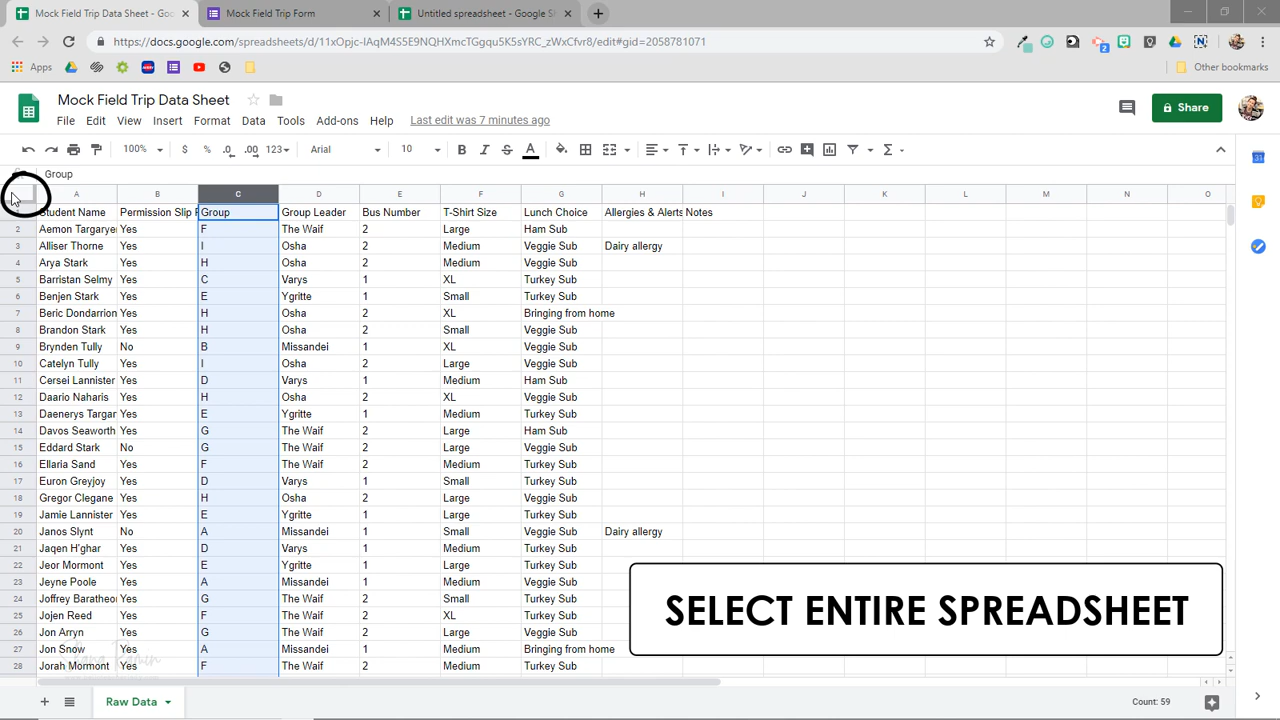 Mock Field Trip Data Sheet - Goo
Mock Field Trip Form
Untitled spreadsheet - Google Sh
https://docs.google.com/spreadsheets/d/11xOpjc-IAqM4S5E9NQHXmcTGgqu5K5sYRC_zWxCfvr8/edit#gid=2058781071
Apps
Other bookmarks
Mock Field Trip Data Sheet
File Edit View Insert Format Data Tools Add-ons Help Last edit was 7 minutes ago
Share
100% $ % .0 .00 123 Arial 10 B I S A
Group
A B C D E F G H I J K L M N O
Student Name Permission Slip Group Group Leader Bus Number T-Shirt Size Lunch Choice Allergies & Alerts Notes
2 Aemon Targarye Yes F The Waif 2 Large Ham Sub
3 Alliser Thorne Yes I Osha 2 Medium Veggie Sub Dairy allergy
4 Arya Stark Yes H Osha 2 Medium Veggie Sub
5 Barristan Selmy Yes C Varys 1 XL Turkey Sub
6 Benjen Stark Yes E Ygritte 1 Small Turkey Sub
7 Beric Dondarrion Yes H Osha 2 XL Bringing from home
8 Brandon Stark Yes H Osha 2 Small Veggie Sub
9 Brynden Tully No B Missandei 1 XL Veggie Sub
10 Catelyn Tully Yes I Osha 2 Large Veggie Sub
11 Cersei Lannister Yes D Varys 1 Medium Ham Sub
12 Daario Naharis Yes H Osha 2 XL Veggie Sub
13 Daenerys Targar Yes E Ygritte 1 Medium Turkey Sub
14 Davos Seaworth Yes G The Waif 2 Large Ham Sub
15 Eddard Stark No G The Waif 2 Large Turkey Sub
16 Ellaria Sand Yes F The Waif 2 Large Turkey Sub
17 Euron Greyjoy Yes D Varys 1 Small Turkey Sub
18 Gregor Clegane Yes H Osha 2 Large Veggie Sub
19 Jamie Lannister Yes E Ygritte 1 Large Turkey Sub
20 Janos Slynt No A Missandei 1 Small Veggie Sub Dairy allergy
21 Jaqen H'ghar Yes D Varys 1 Medium Turkey Sub
22 Jeor Mormont Yes E Ygritte 1 Large Turkey Sub
23 Jeyne Poole Yes A Missandei 1 Medium Veggie Sub
24 Joffrey Baratheo Yes G The Waif 2 Small Turkey Sub
25 Jojen Reed Yes F The Waif 2 XL Turkey Sub
26 Jon Arryn Yes G The Waif 2 Large Veggie Sub
27 Jon Snow Yes A Missandei 1 Medium Bringing from home
28 Jorah Mormont Yes F The Waif 2 Medium Turkey Sub
SELECT ENTIRE SPREADSHEET
Raw Data
Count: 59